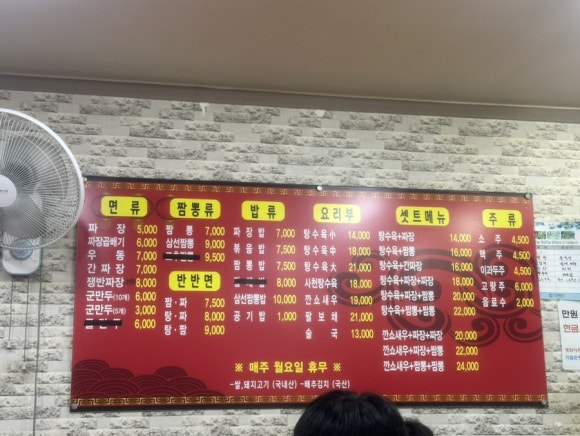 면류
짜 장 5,000
짜장곱배기 6,000
우 동 7,000
간 짜 장 7,000
쟁반짜장 8,000
군만두(10개) 6,000
군만두(5개) 3,000
6,000
짬뽕류
짬 뽕 7,000
삼선짬뽕 9,000
9,500
반반면
짬·짜 7,500
탕·짜 8,000
탕·짬 9,000
밥류
짜 장 밥 7,000
볶 음 밥 7,500
짬 뽕 밥 7,500
8,000
삼선짬뽕밥 10,000
공 기 밥 1,000
요리부
탕수육小 14,000
탕수육中 18,000
탕수육大 21,000
사천탕수육 18,000
깐쇼새우 19,000
팔 보 채 21,000
술 국 13,000
셋트메뉴
탕수육+짜장 14,000
탕수육+짬뽕 16,000
탕수육+간짜장 16,000
탕수육+짜장+짜장 18,000
탕수육+짜장+짬뽕 20,000
탕수육+짬뽕+짬뽕 22,000
깐쇼새우+짜장+짜장 20,000
깐쇼새우+짜장+짬뽕 22,000
깐쇼새우+짬뽕+짬뽕 24,000
주류
소 주 4,500
맥 주 4,500
이과두주 4,500
고량주 6,000
음료수 2,000
※ 매주 월요일 휴무 ※
-쌀,돼지고기 (국내산) -배추김치 (국산)
만원
현금